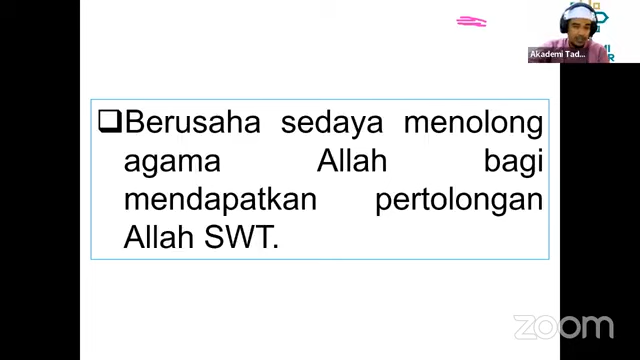 Akademi Tad...
❑Berusaha sedaya menolong
agama Allah bagi
mendapatkan pertolongan
Allah SWT.
zoom